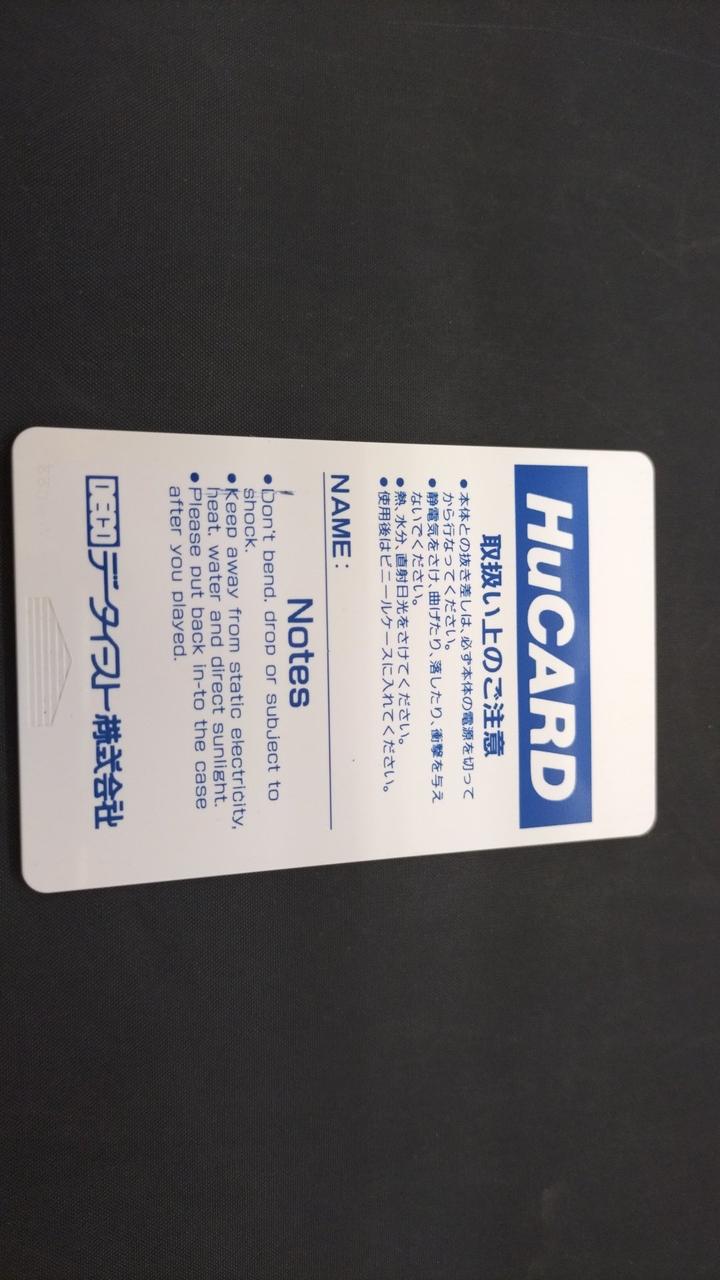 HuCARD
取扱い上のご注意
●本体との抜き差しは、必ず本体の電源を切って
から行なってください。
●静電気をさけ、曲げたり、落したり、衝撃を与え
ないでください。
●熱、水分、直射日光をさけてください。
●使用後はビニールケースに入れてください。
NAME:
Notes
●Don't bend, drop or subject to
shock.
●Keep away from static electricity,
heat, water and direct sunlight.
●Please put back in-to the case
after you played.
DECO データイースト株式会社